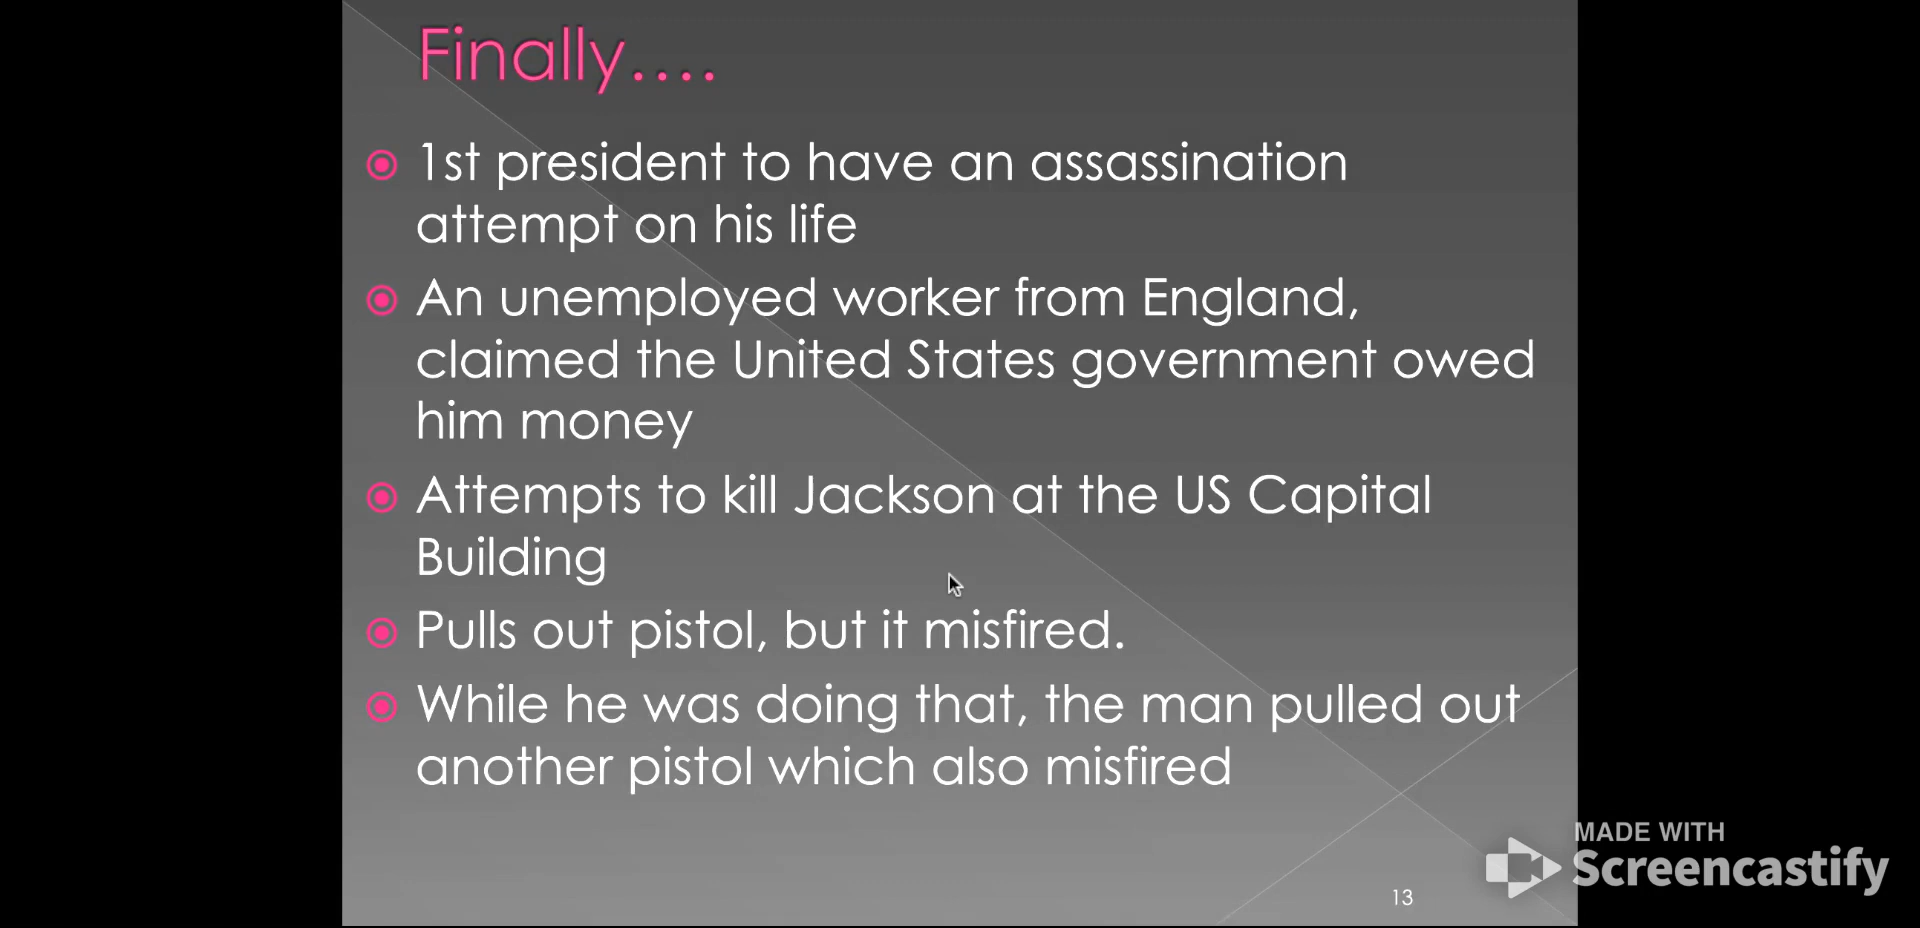 Finally....
1st president to have an assassination
attempt on his life
An unemployed worker from England,
claimed the United States government owed
him money
Attempts to kill Jackson at the US Capital
Building
Pulls out pistol, but it misfired.
While he was doing that, the man pulled out
another pistol which also misfired
MADE WITH
Screencastify
13